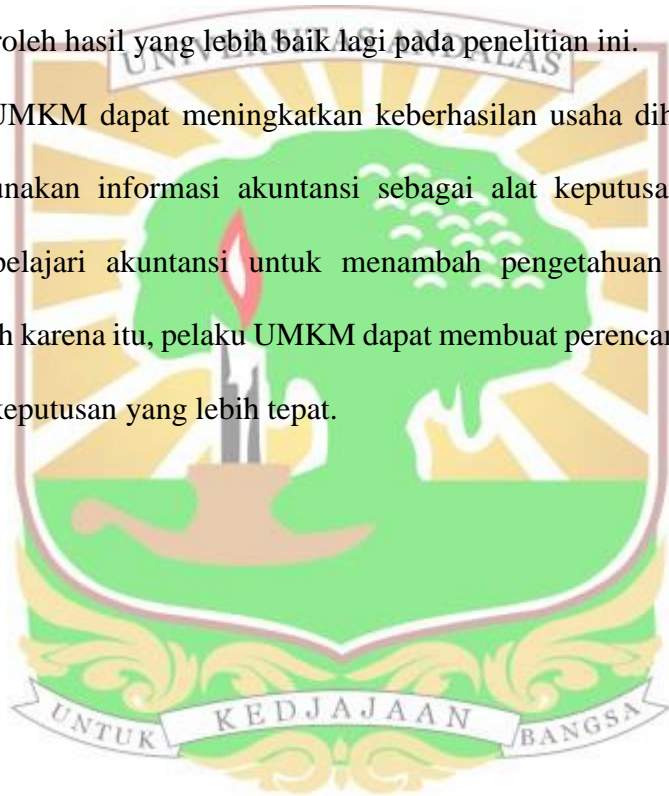 roleh hasil yang lebih baik lagi pada penelitian ini.
UNIVERSITAS ANDALAS
UMKM dapat meningkatkan keberhasilan usaha dih
unakan informasi akuntansi sebagai alat keputusa
pelajari akuntansi untuk menambah pengetahuan
h karena itu, pelaku UMKM dapat membuat perencan
keputusan yang lebih tepat.
UNTUK KEDJAJAAN BANGSA